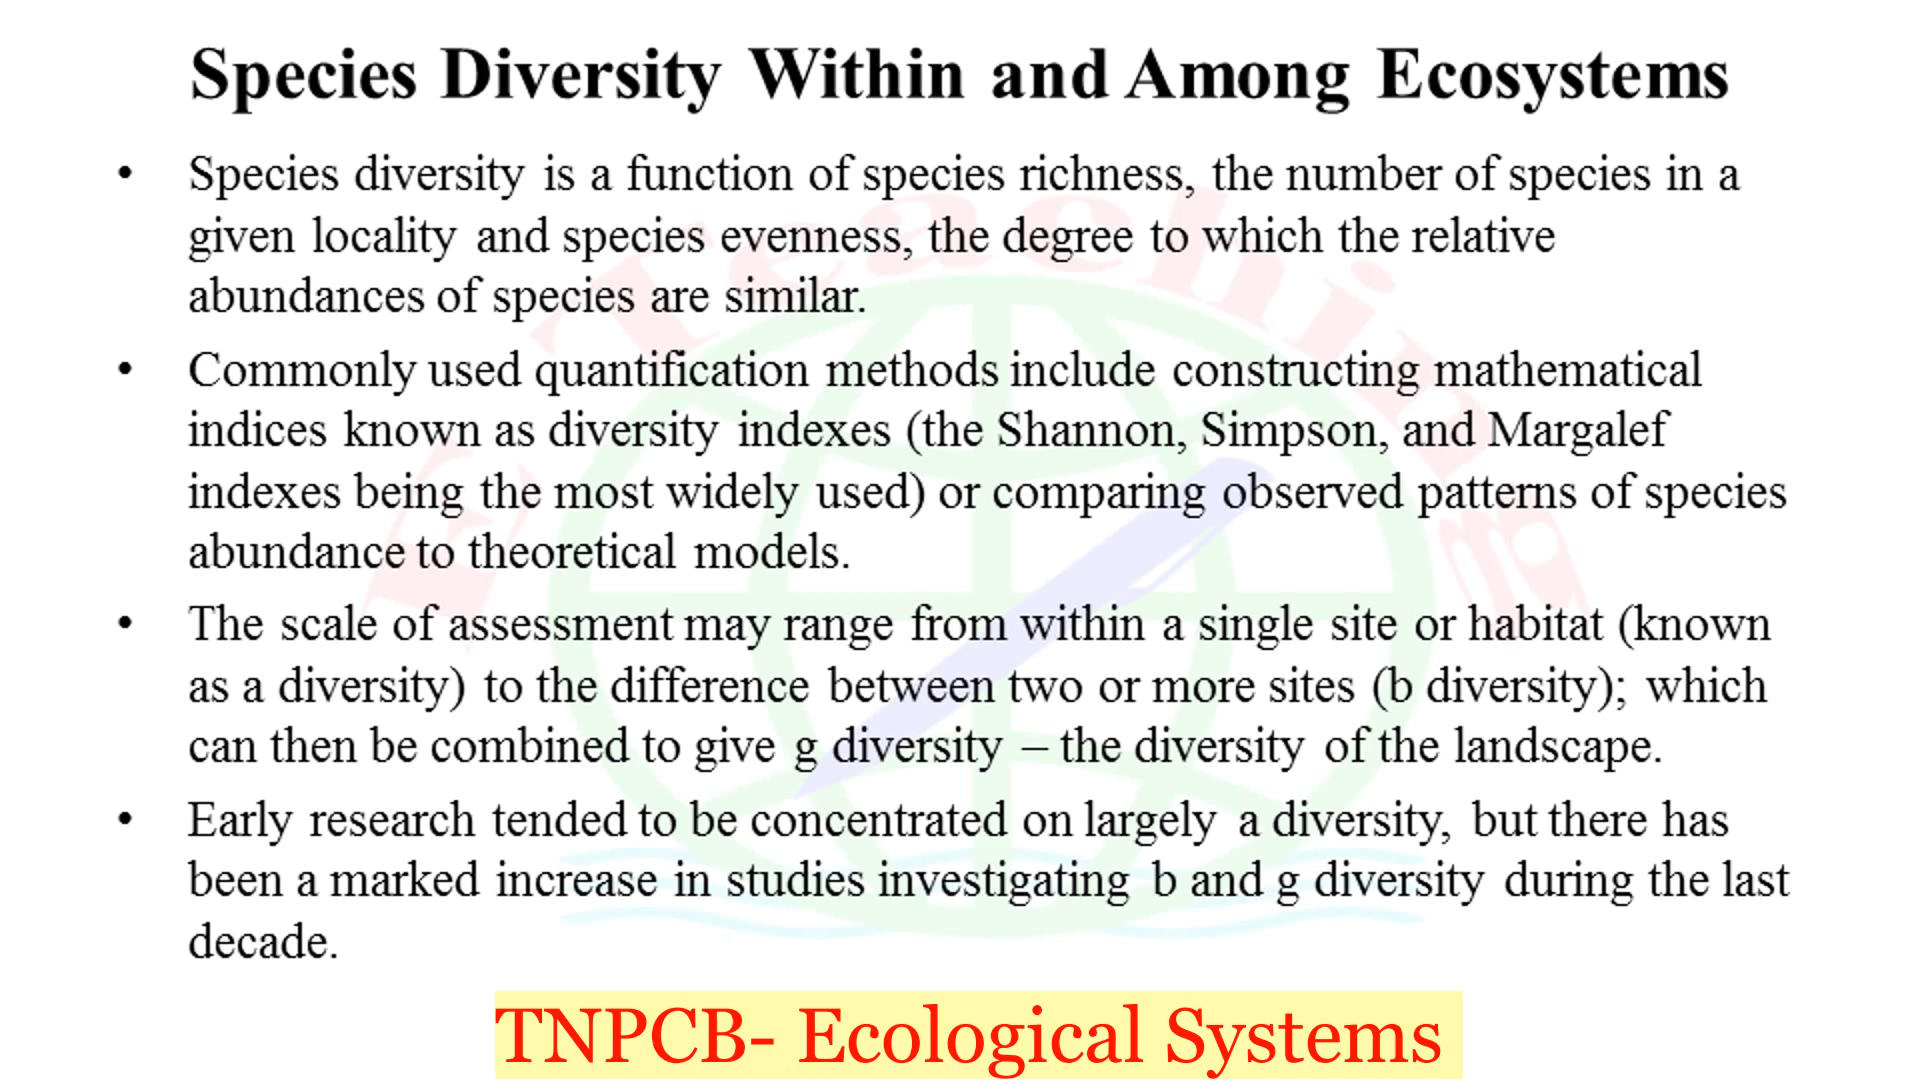 Species Diversity Within and Among Ecosystems
• Species diversity is a function of species richness, the number of species in a
given locality and species evenness, the degree to which the relative
abundances of species are similar.
• Commonly used quantification methods include constructing mathematical
indices known as diversity indexes (the Shannon, Simpson, and Margalef
indexes being the most widely used) or comparing observed patterns of species
abundance to theoretical models.
• The scale of assessment may range from within a single site or habitat (known
as a diversity) to the difference between two or more sites (b diversity); which
can then be combined to give g diversity – the diversity of the landscape.
• Early research tended to be concentrated on largely a diversity, but there has
been a marked increase in studies investigating b and g diversity during the last
decade.
E Teaching
TNPCB- Ecological Systems